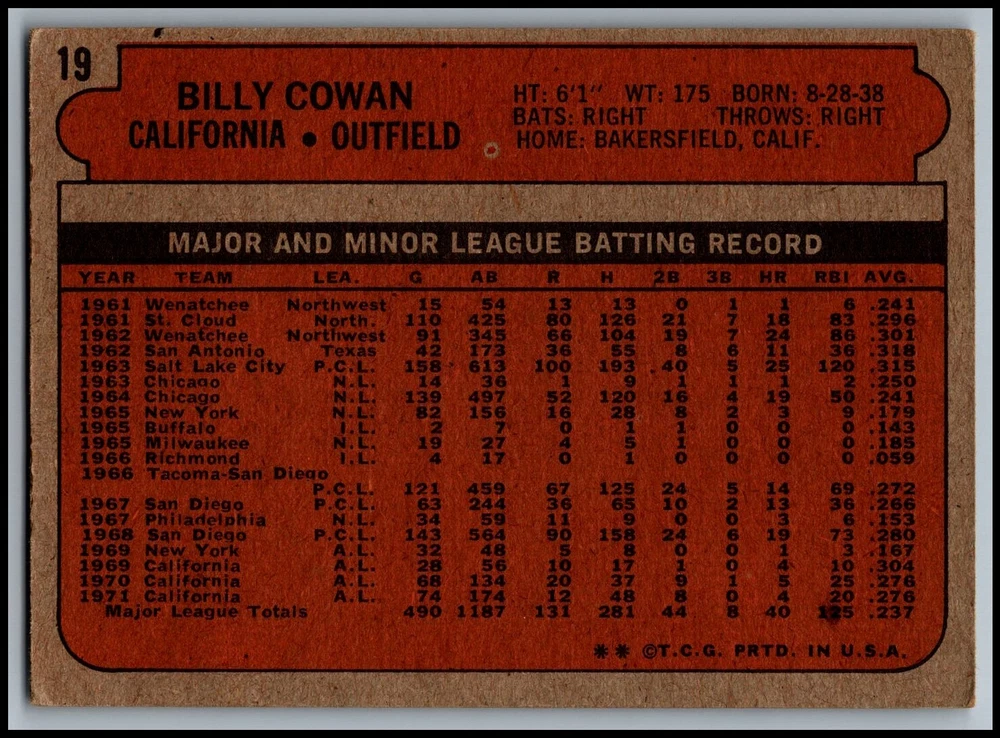 19
BILLY COWAN
CALIFORNIA • OUTFIELD
HT: 6'1" WT: 175 BORN: 8-28-38
BATS: RIGHT THROWS: RIGHT
HOME: BAKERSFIELD, CALIF.
MAJOR AND MINOR LEAGUE BATTING RECORD
YEAR TEAM LEA. G AB R H 2B 3B HR RBI AVG.
1961 Wenatchee Northwest 15 54 13 13 0 1 1 6 .241
1961 St. Cloud North. 110 425 80 126 21 7 18 83 .296
1962 Wenatchee Northwest 91 345 66 104 19 7 24 86 .301
1962 San Antonio Texas 42 173 36 55 8 6 11 36 .318
1963 Salt Lake City P.C.L. 158 613 100 193 40 5 25 120 .315
1963 Chicago N.L. 14 36 1 9 1 1 1 2 .250
1964 Chicago N.L. 139 497 52 120 16 4 19 50 .241
1965 New York N.L. 82 156 16 28 8 2 3 9 .179
1965 Buffalo I.L. 2 7 0 1 1 0 0 0 .143
1965 Milwaukee N.L. 19 27 4 5 1 0 0 0 .185
1966 Richmond I.L. 4 17 0 1 0 0 0 0 .059
1966 Tacoma-San Diego
P.C.L. 121 459 67 125 24 5 14 69 .272
1967 San Diego P.C.L. 63 244 36 65 10 2 13 36 .266
1967 Philadelphia N.L. 34 59 11 9 0 0 3 6 .153
1968 San Diego P.C.L. 143 564 90 158 24 6 19 73 .280
1969 New York A.L. 32 48 5 8 0 0 1 3 .167
1969 California A.L. 28 56 10 17 1 0 4 10 .304
1970 California A.L. 68 134 20 37 9 1 5 25 .276
1971 California A.L. 74 174 12 48 8 0 4 20 .276
Major League Totals 490 1187 131 281 44 8 40 125 .237
** ©T.C.G. PRTD. IN U.S.A.